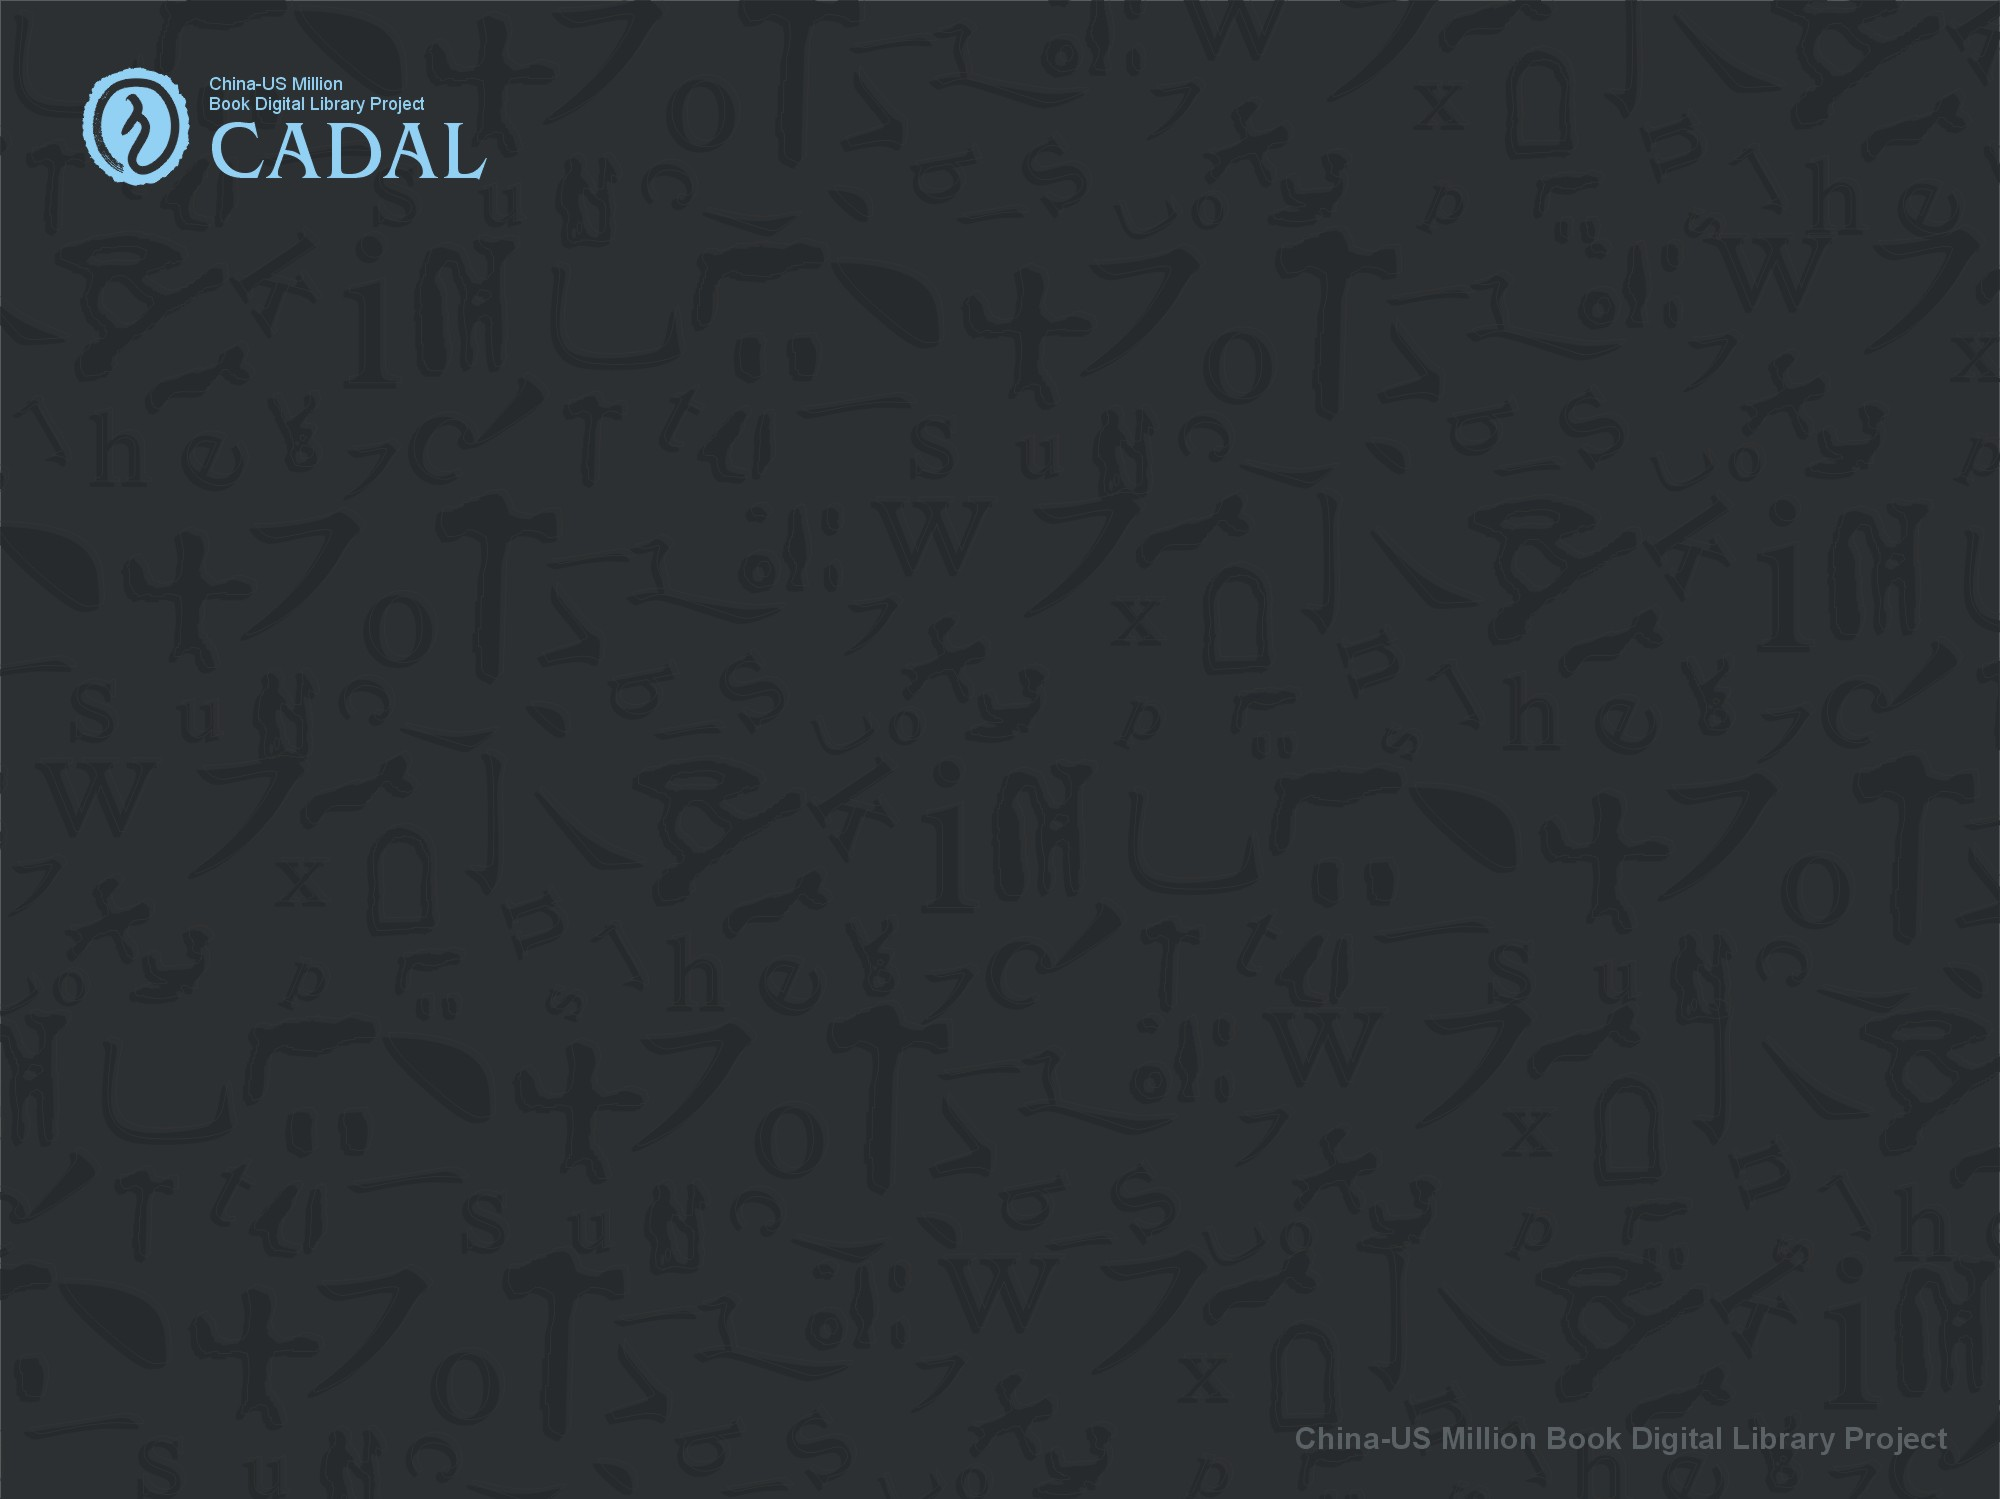 China-US Million
Book Digital Library Project
CADAL
China-US Million Book Digital Library Project